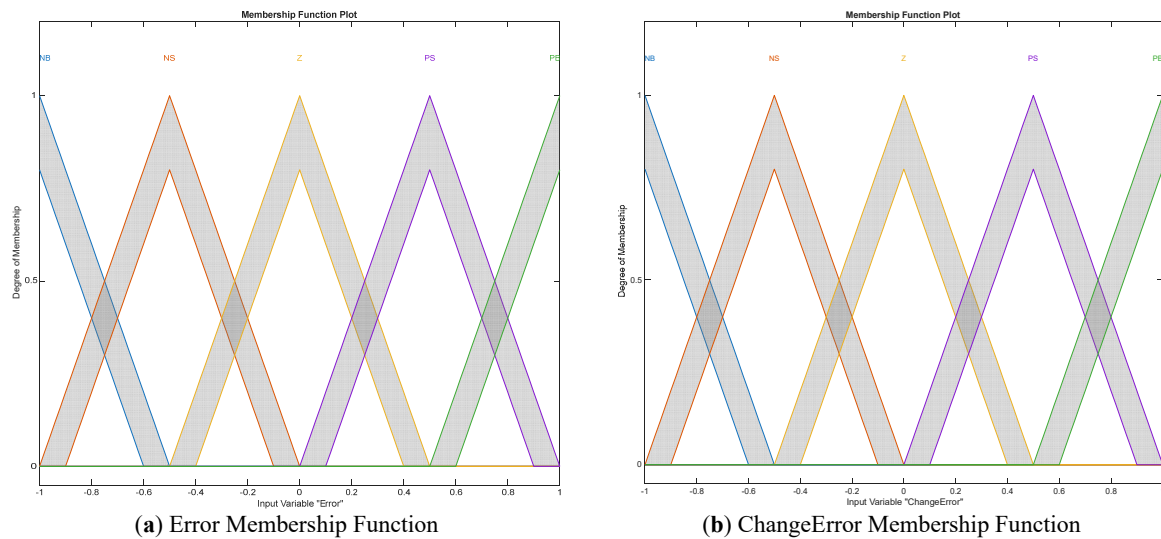 Membership Function Plot
NB NS Z PS PB
1
0.5
0
Degree of Membership
-1 -0.8 -0.6 -0.4 -0.2 0 0.2 0.4 0.6 0.8 1
Input Variable "Error"
(a) Error Membership Function
Membership Function Plot
NB NS Z PS PB
1
0.5
0
Degree of Membership
-1 -0.8 -0.6 -0.4 -0.2 0 0.2 0.4 0.6 0.8
Input Variable "ChangeError"
(b) ChangeError Membership Function